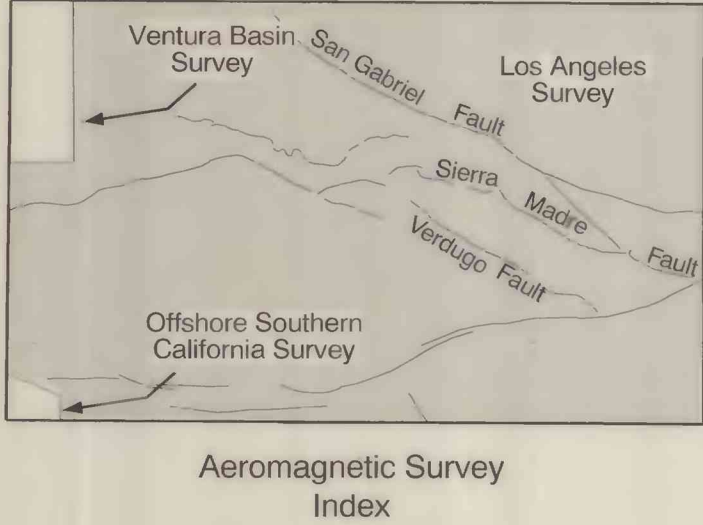 Ventura Basin
Survey
San Gabriel Fault
Los Angeles
Survey
Sierra Madre Fault
Verdugo Fault
Offshore Southern
California Survey
Aeromagnetic Survey
Index